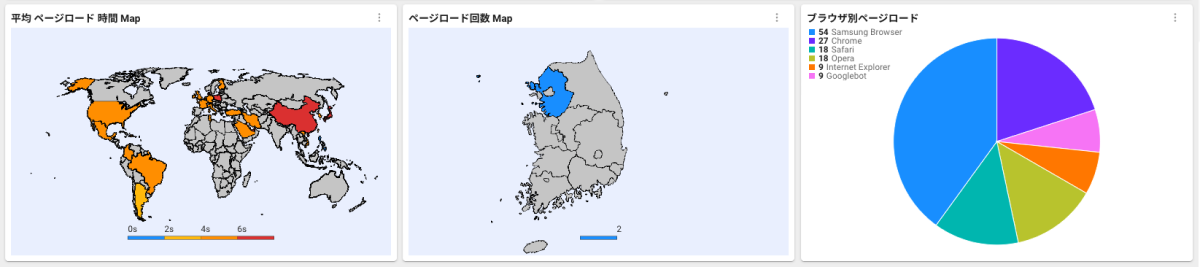 平均 ページロード 時間 Map
0s 2s 4s 6s
ページロード回数 Map
2
ブラウザ別ページロード
54 Samsung Browser
27 Chrome
18 Safari
18 Opera
9 Internet Explorer
9 Googlebot